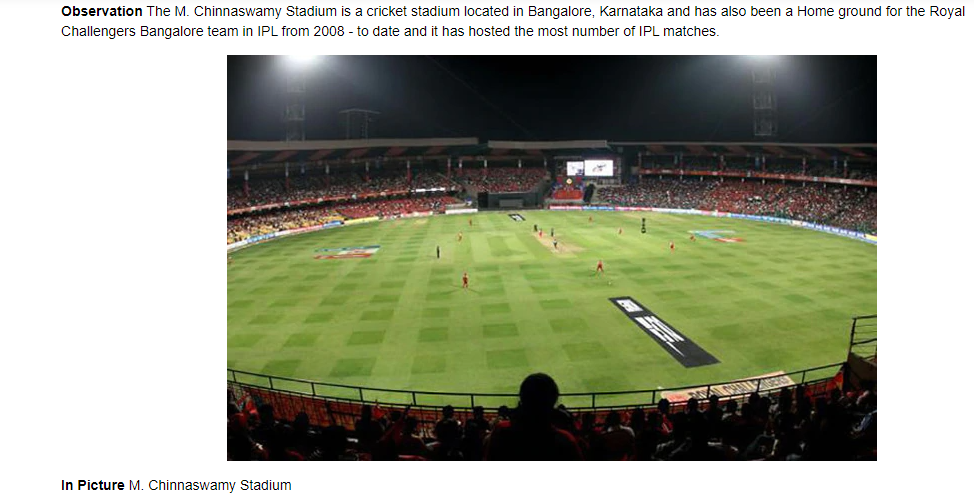 Observation The M. Chinnaswamy Stadium is a cricket stadium located in Bangalore, Karnataka and has also been a Home ground for the Royal
Challengers Bangalore team in IPL from 2008 - to date and it has hosted the most number of IPL matches.
In Picture M. Chinnaswamy Stadium